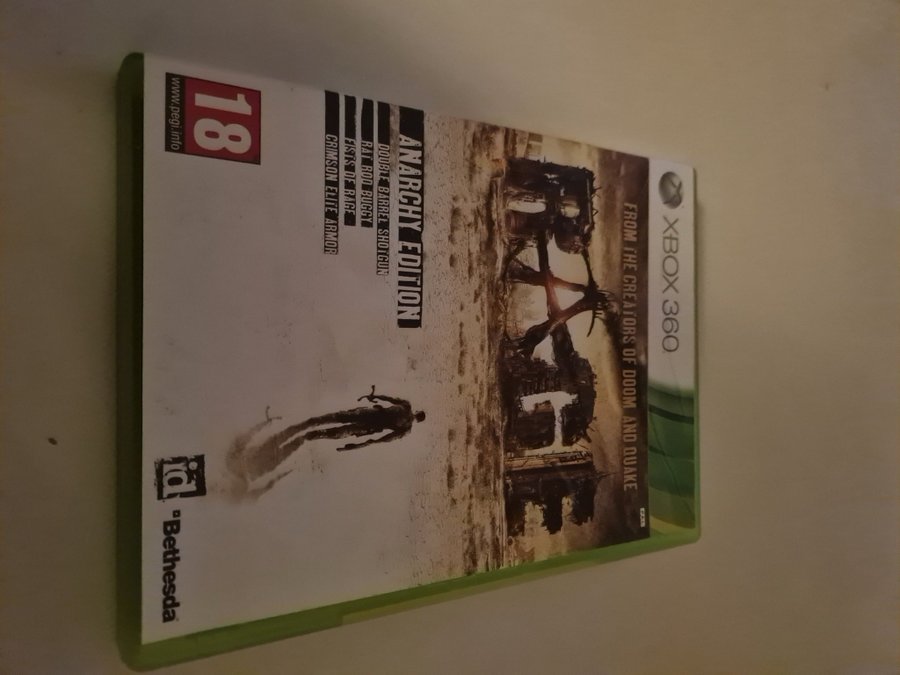 XBOX 360
FROM THE CREATORS OF DOOM AND QUAKE
RAGE
ANARCHY EDITION
DOUBLE BARREL SHOTGUN
RAT ROD BUGGY
FISTS OF RAGE
CRIMSON ELITE ARMOR
18
www.pegi.info
id
Bethesda